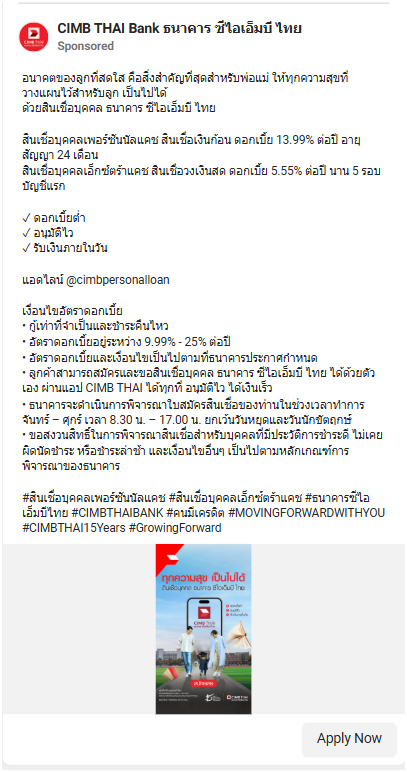 CIMB THAI Bank ธนาคาร ซีไอเอ็มบี ไทย
Sponsored
อนาคตของลูกที่สดใส คือสิ่งสำคัญที่สุดสำหรับพ่อแม่ ให้ทุกความสุขที่
วางแผนไว้สำหรับลูก เป็นไปได้
ด้วยสินเชื่อบุคคล ธนาคาร ซีไอเอ็มบี ไทย
สินเชื่อบุคคลเพอร์ซันนัลแคช สินเชื่อเงินก้อน ดอกเบี้ย 13.99% ต่อปี อายุ
สัญญา 24 เดือน
สินเชื่อบุคคลเอ็กซ์ตร้าแคช สินเชื่อวงเงินสด ดอกเบี้ย 5.55% ต่อปี นาน 5 รอบ
บัญชีแรก
✓ ดอกเบี้ยต่ำ
✓ อนุมัติไว
✓ รับเงินภายในวัน
แอดไลน์ @cimbpersonalloan
เงื่อนไขอัตราดอกเบี้ย
• กู้เท่าที่จำเป็นและชำระคืนไหว
• อัตราดอกเบี้ยอยู่ระหว่าง 9.99% - 25% ต่อปี
• อัตราดอกเบี้ยและเงื่อนไขเป็นไปตามที่ธนาคารประกาศกำหนด
• ลูกค้าสามารถสมัครและขอสินเชื่อบุคคล ธนาคาร ซีไอเอ็มบี ไทย ได้ด้วยตัว
เอง ผ่านแอป CIMB THAI ได้ทุกที่ อนุมัติไว ได้เงินเร็ว
• ธนาคารจะดำเนินการพิจารณาใบสมัครสินเชื่อของท่านในช่วงเวลาทำการ
จันทร์ – ศุกร์ เวลา 8.30 น. – 17.00 น. ยกเว้นวันหยุดและวันนักขัตฤกษ์
• ขอสงวนสิทธิ์ในการพิจารณาสินเชื่อสำหรับบุคคลที่มีประวัติการชำระดี ไม่เคย
ผิดนัดชำระ หรือชำระล่าช้า และเงื่อนไขอื่นๆ เป็นไปตามหลักเกณฑ์การ
พิจารณาของธนาคาร
#สินเชื่อบุคคลเพอร์ซันนัลแคช #สินเชื่อบุคคลเอ็กซ์ตร้าแคช #ธนาคารซีไอ
เอ็มบีไทย #CIMBTHAIBANK #คนมีเครดิต #MOVINGFORWARDWITHYOU
#CIMBTHAI15Years #GrowingForward
ทุกความสุข เป็นไปได้
สินเชื่อบุคคล ธนาคาร ซีไอเอ็มบี ไทย
CIMB THAI
CIMB THAI
Apply Now